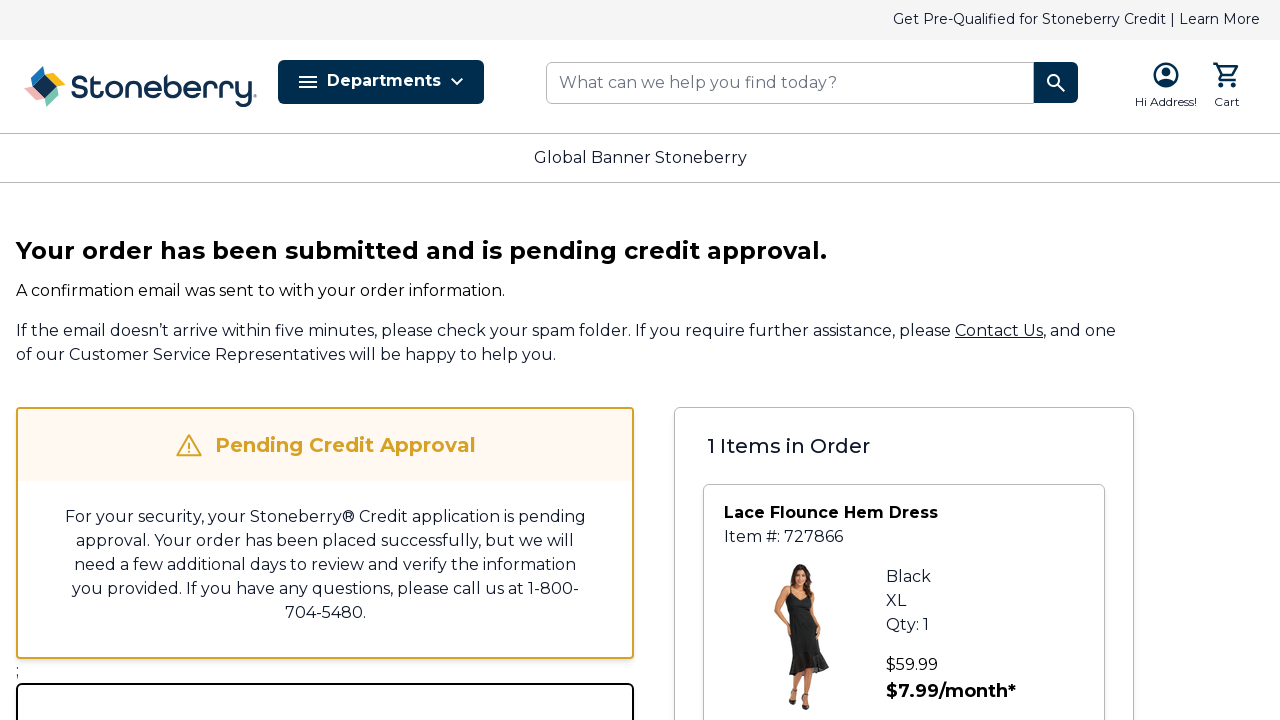 Get Pre-Qualified for Stoneberry Credit | Learn More
Stoneberry
Departments
What can we help you find today?
Hi Address!
Cart
Global Banner Stoneberry
Your order has been submitted and is pending credit approval.
A confirmation email was sent to with your order information.
If the email doesn’t arrive within five minutes, please check your spam folder. If you require further assistance, please Contact Us, and one
of our Customer Service Representatives will be happy to help you.
Pending Credit Approval
For your security, your Stoneberry® Credit application is pending
approval. Your order has been placed successfully, but we will
need a few additional days to review and verify the information
you provided. If you have any questions, please call us at 1-800-
704-5480.
;
1 Items in Order
Lace Flounce Hem Dress
Item #: 727866
Black
XL
Qty: 1
$59.99
$7.99/month*